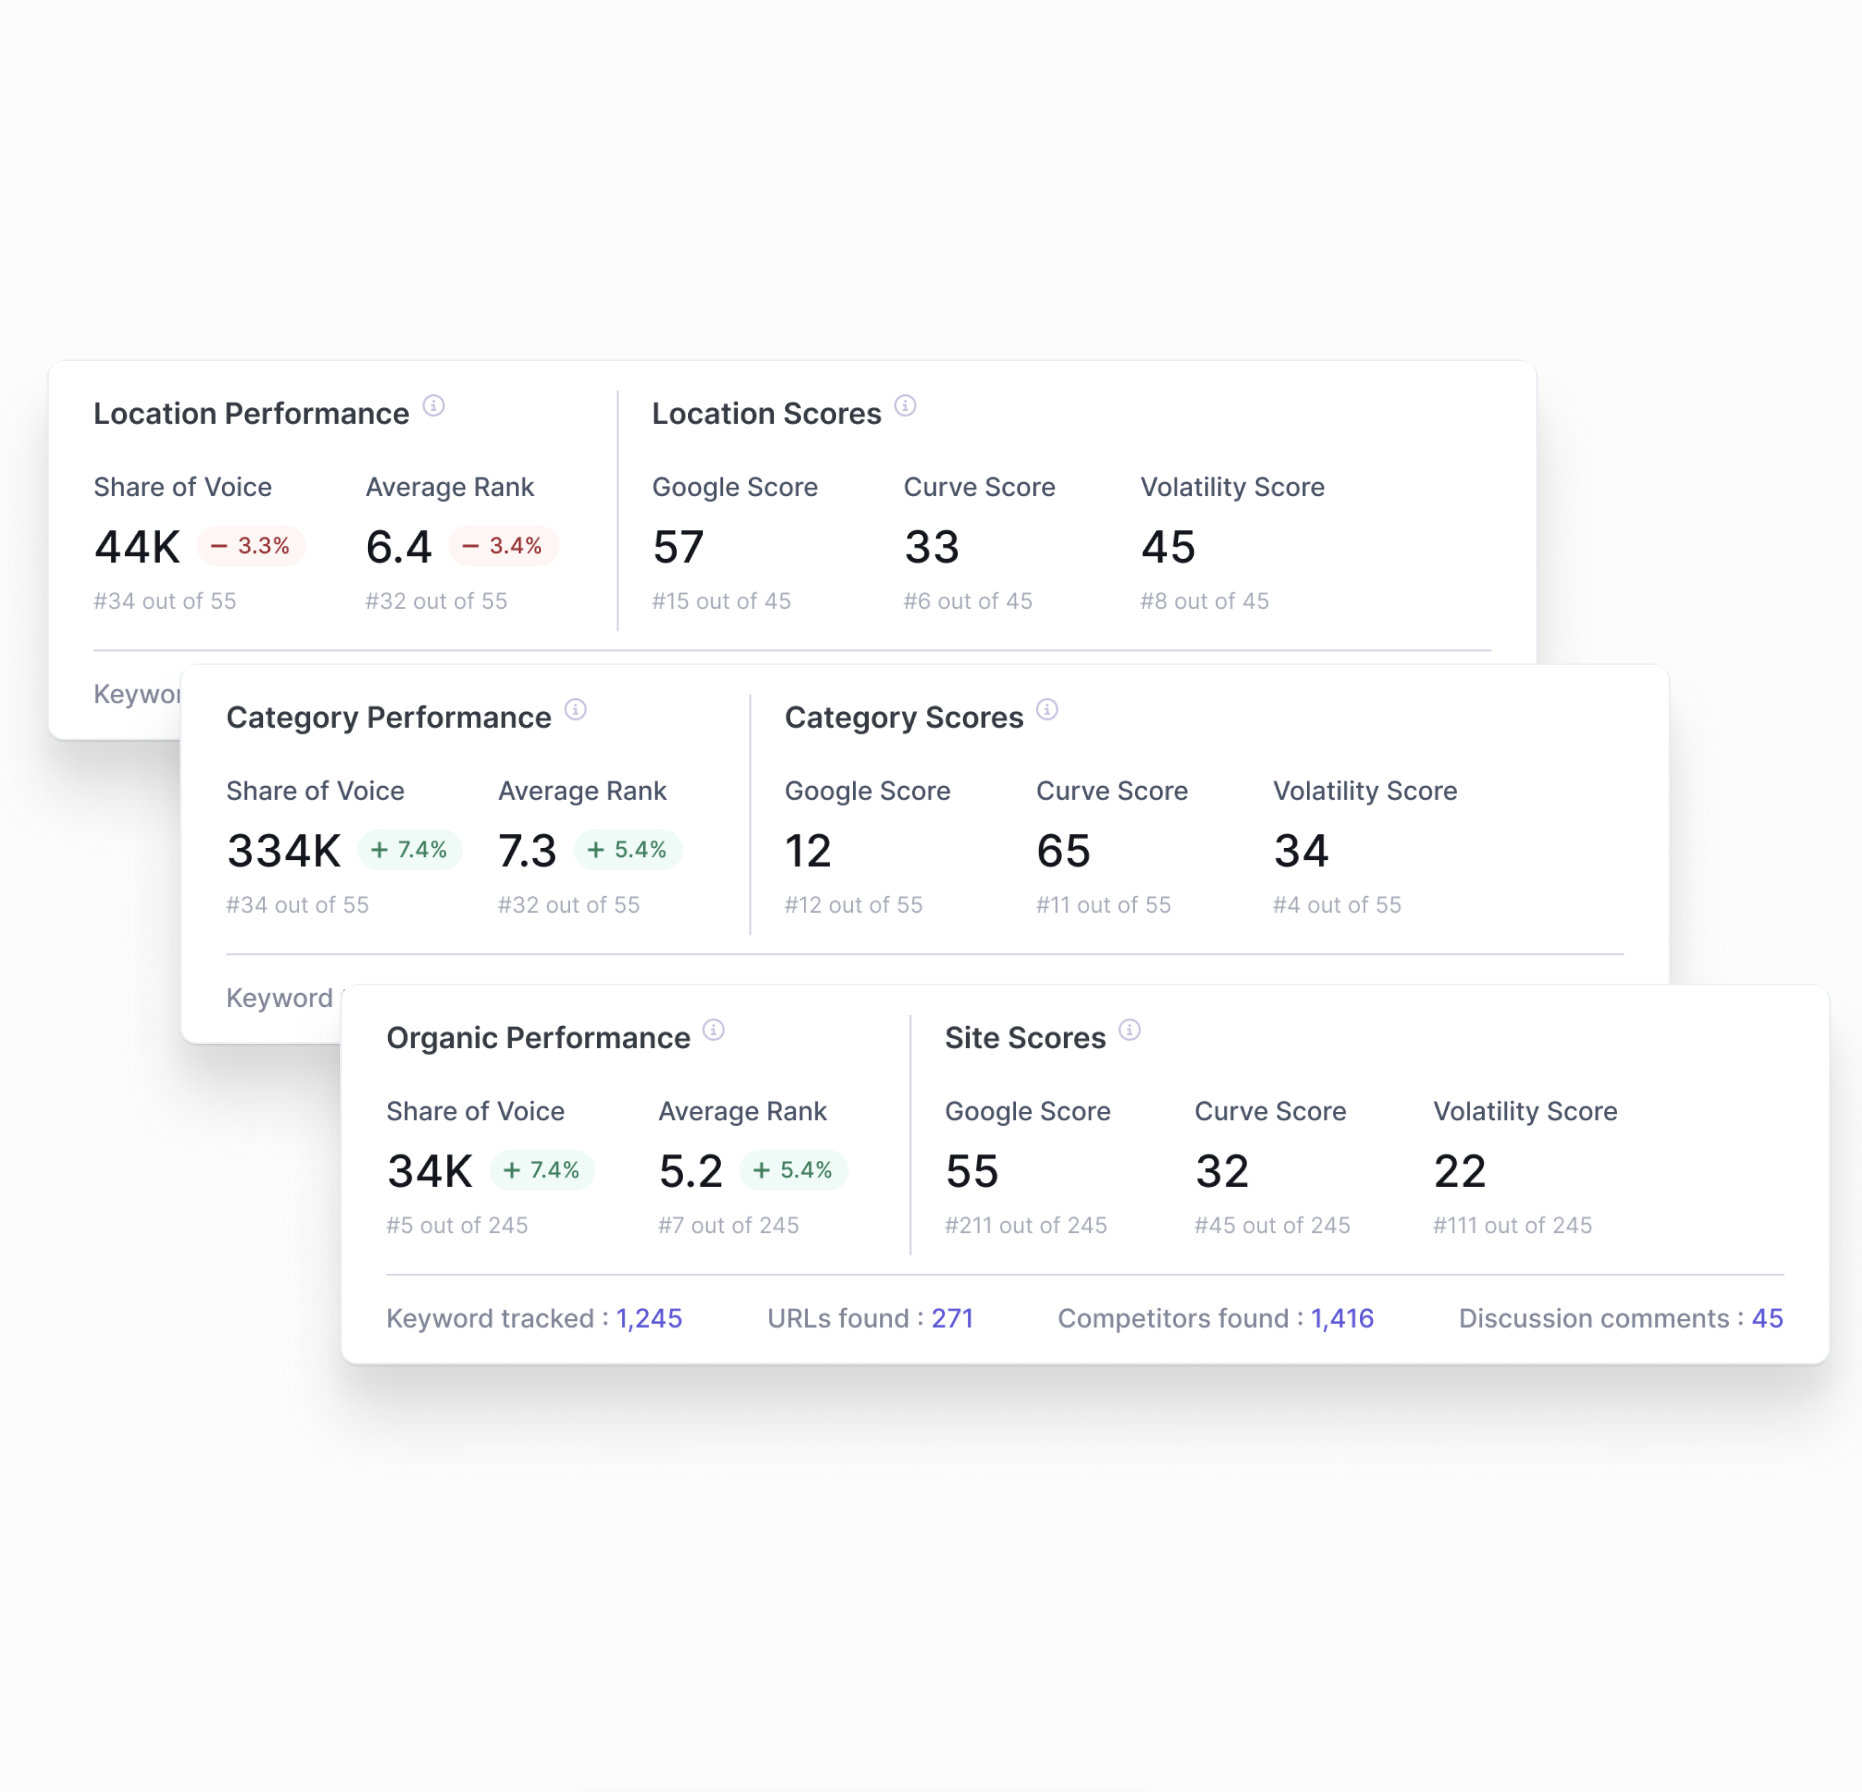 Location Performance
Location Scores
Share of Voice
Average Rank
Google Score
Curve Score
Volatility Score
44K − 3.3%
6.4 − 3.4%
57
33
45
#34 out of 55
#32 out of 55
#15 out of 45
#6 out of 45
#8 out of 45
Category Performance
Category Scores
Share of Voice
Average Rank
Google Score
Curve Score
Volatility Score
334K + 7.4%
7.3 + 5.4%
12
65
34
#34 out of 55
#32 out of 55
#12 out of 55
#11 out of 55
#4 out of 55
Keyword
Organic Performance
Site Scores
Share of Voice
Average Rank
Google Score
Curve Score
Volatility Score
34K + 7.4%
5.2 + 5.4%
55
32
22
#5 out of 245
#7 out of 245
#211 out of 245
#45 out of 245
#111 out of 245
Keyword tracked : 1,245
URLs found : 271
Competitors found : 1,416
Discussion comments : 45